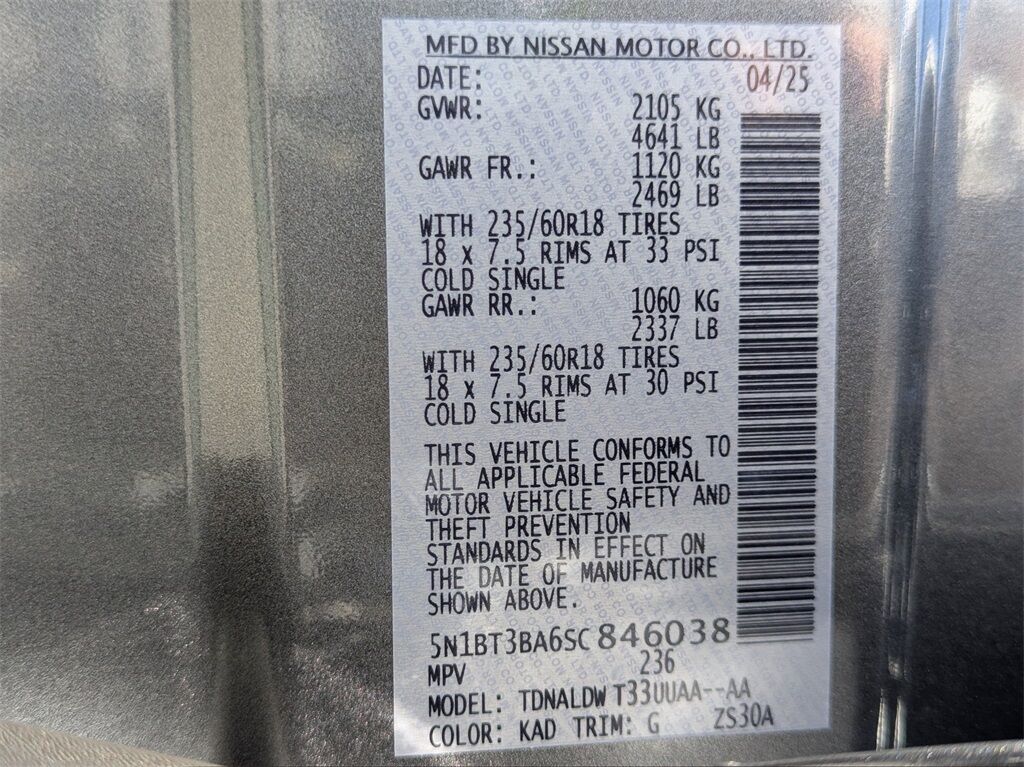 MFD BY NISSAN MOTOR CO., LTD.
DATE: 04/25
GVWR: 2105 KG
4641 LB
GAWR FR.: 1120 KG
2469 LB
WITH 235/60R18 TIRES
18 x 7.5 RIMS AT 33 PSI
COLD SINGLE
GAWR RR.: 1060 KG
2337 LB
WITH 235/60R18 TIRES
18 x 7.5 RIMS AT 30 PSI
COLD SINGLE
THIS VEHICLE CONFORMS TO
ALL APPLICABLE FEDERAL
MOTOR VEHICLE SAFETY AND
THEFT PREVENTION
STANDARDS IN EFFECT ON
THE DATE OF MANUFACTURE
SHOWN ABOVE.
5N1BT3BA6SC 846038
MPV 236
MODEL: TDNALDW T33UUAA--AA
COLOR: KAD TRIM: G ZS30A